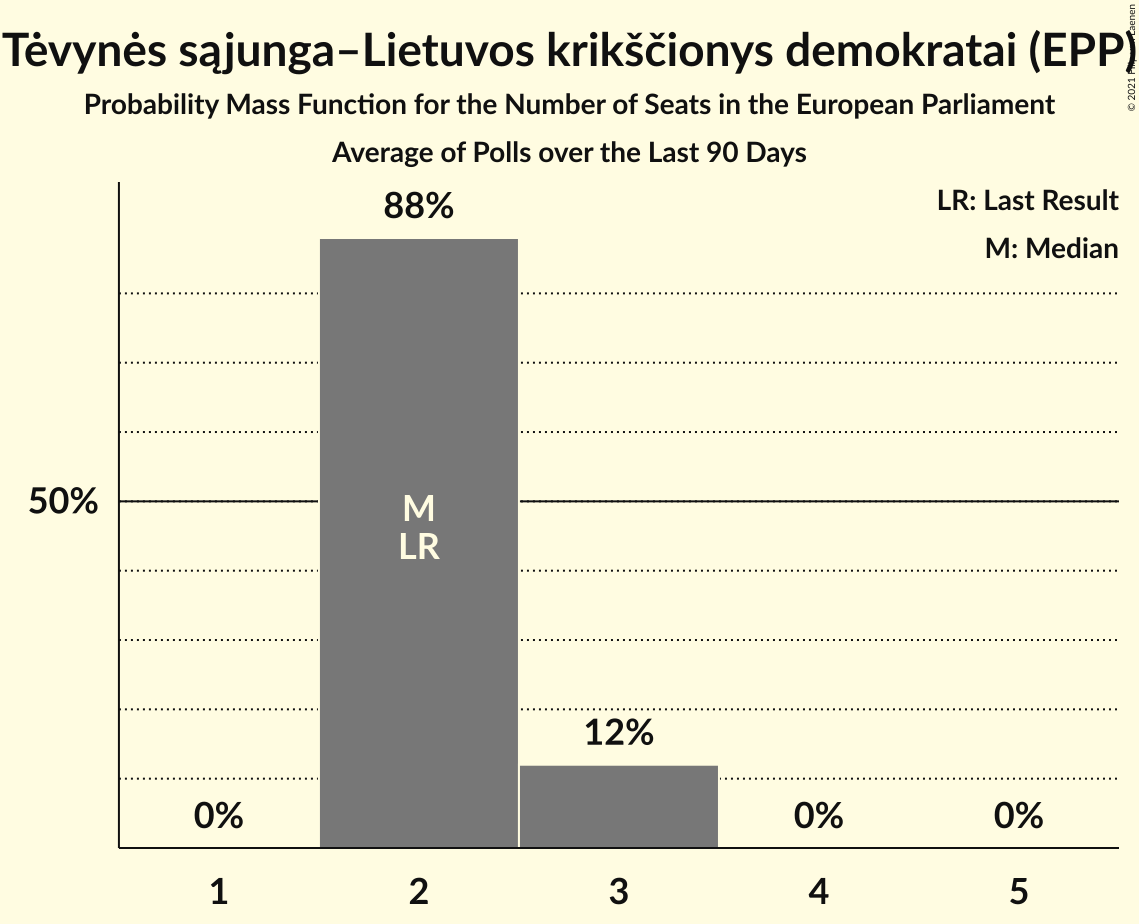 Tėvynės sąjunga–Lietuvos krikščionys demokratai (EPP)
Probability Mass Function for the Number of Seats in the European Parliament
Average of Polls over the Last 90 Days
© 2021 Laenen
LR: Last Result
M: Median
88%
50%
M
LR
12%
0%
0%
0%
1
2
3
4
5